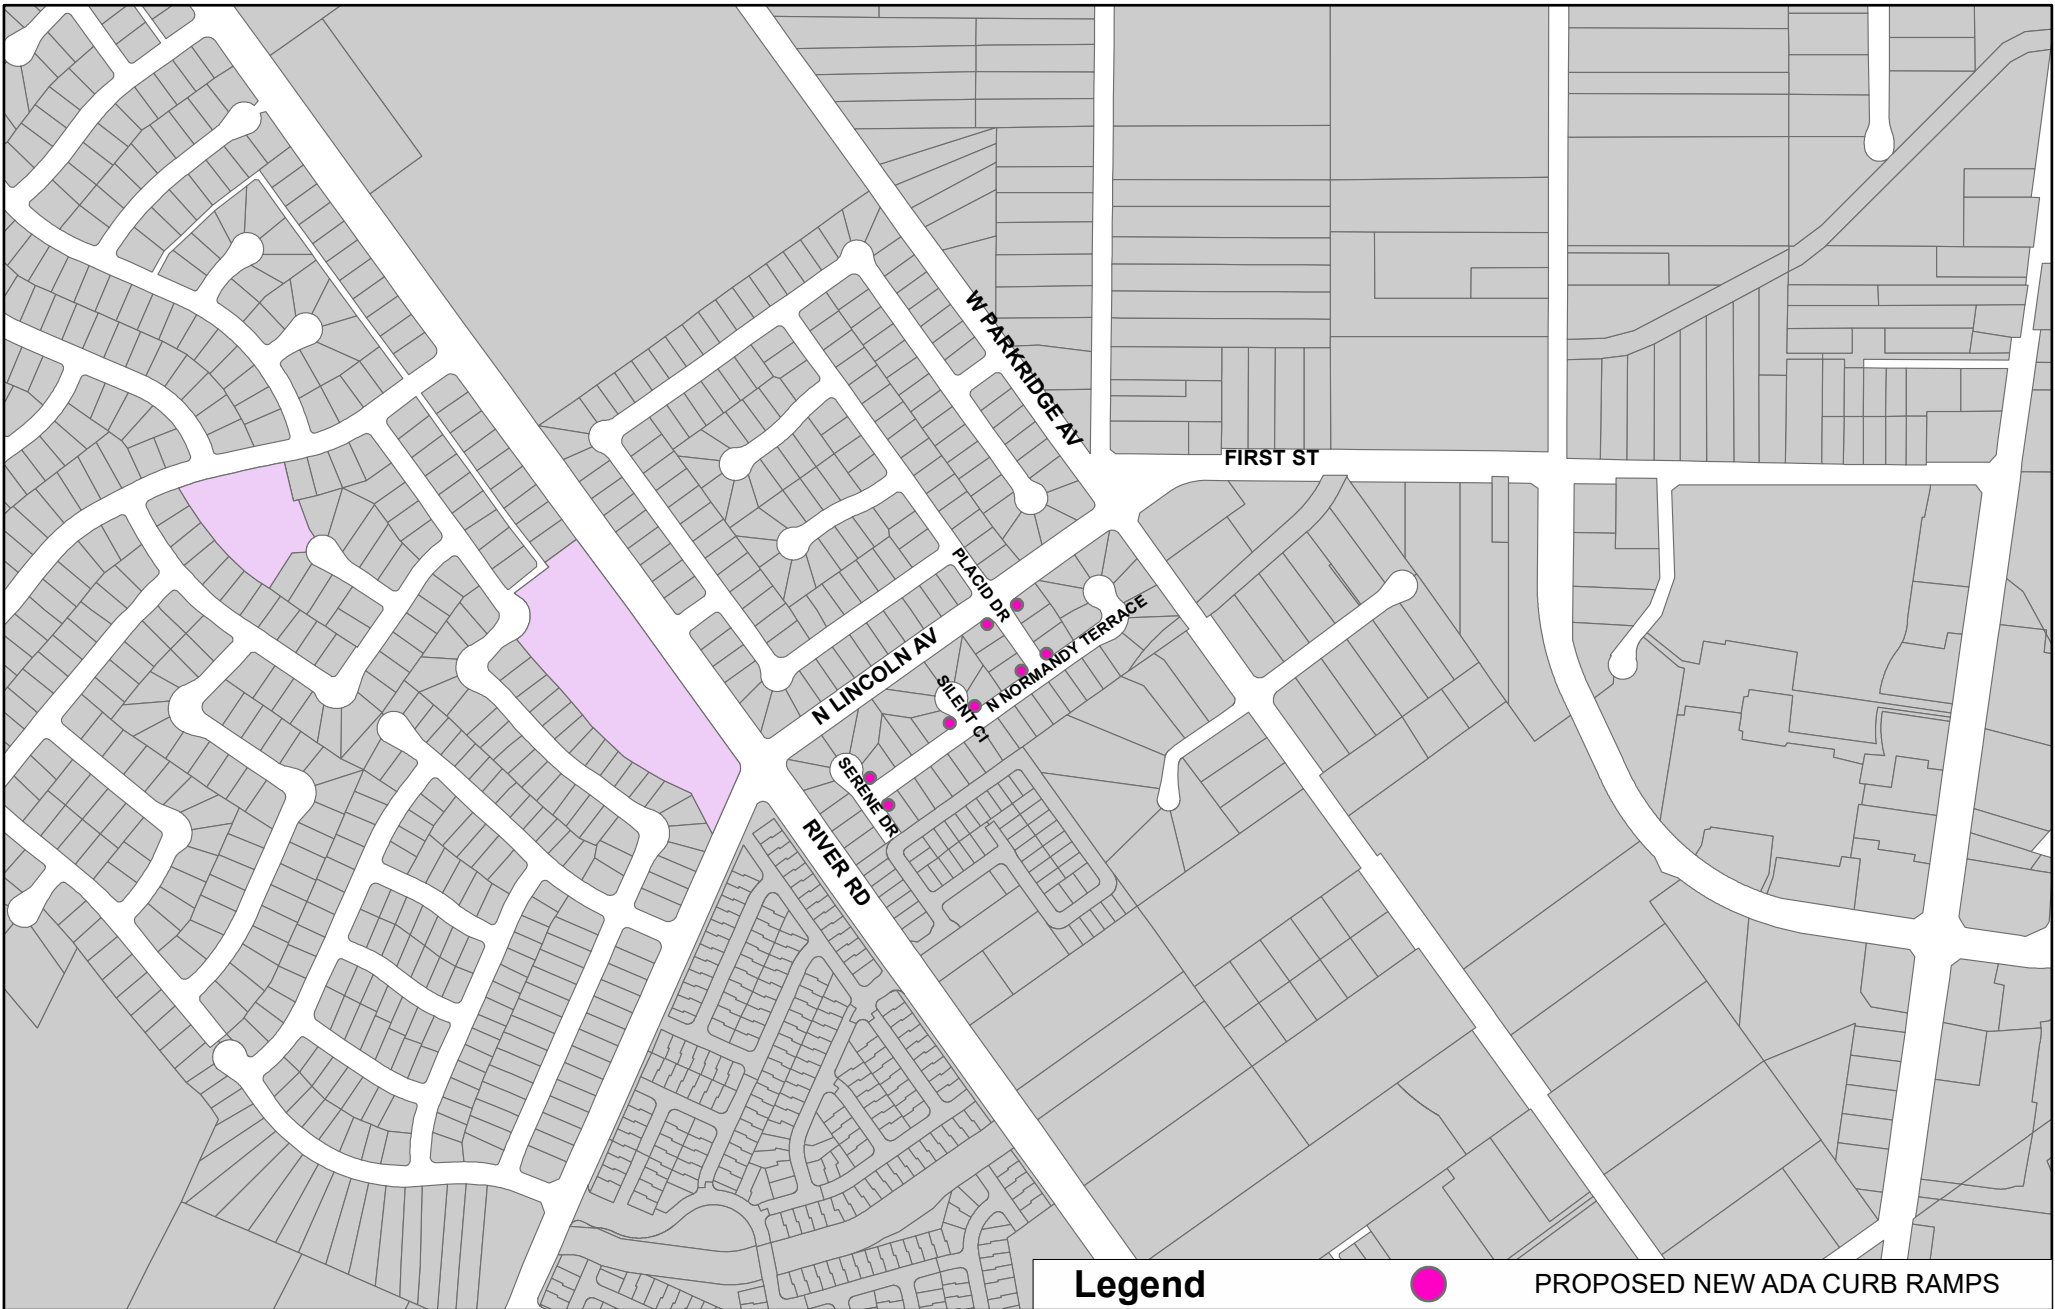 W PARKRIDGE AV
FIRST ST
PLACID DR
N LINCOLN AV
N NORMANDY TERRACE
SILENT CI
SERENE DR
RIVER RD
Legend
PROPOSED NEW ADA CURB RAMPS